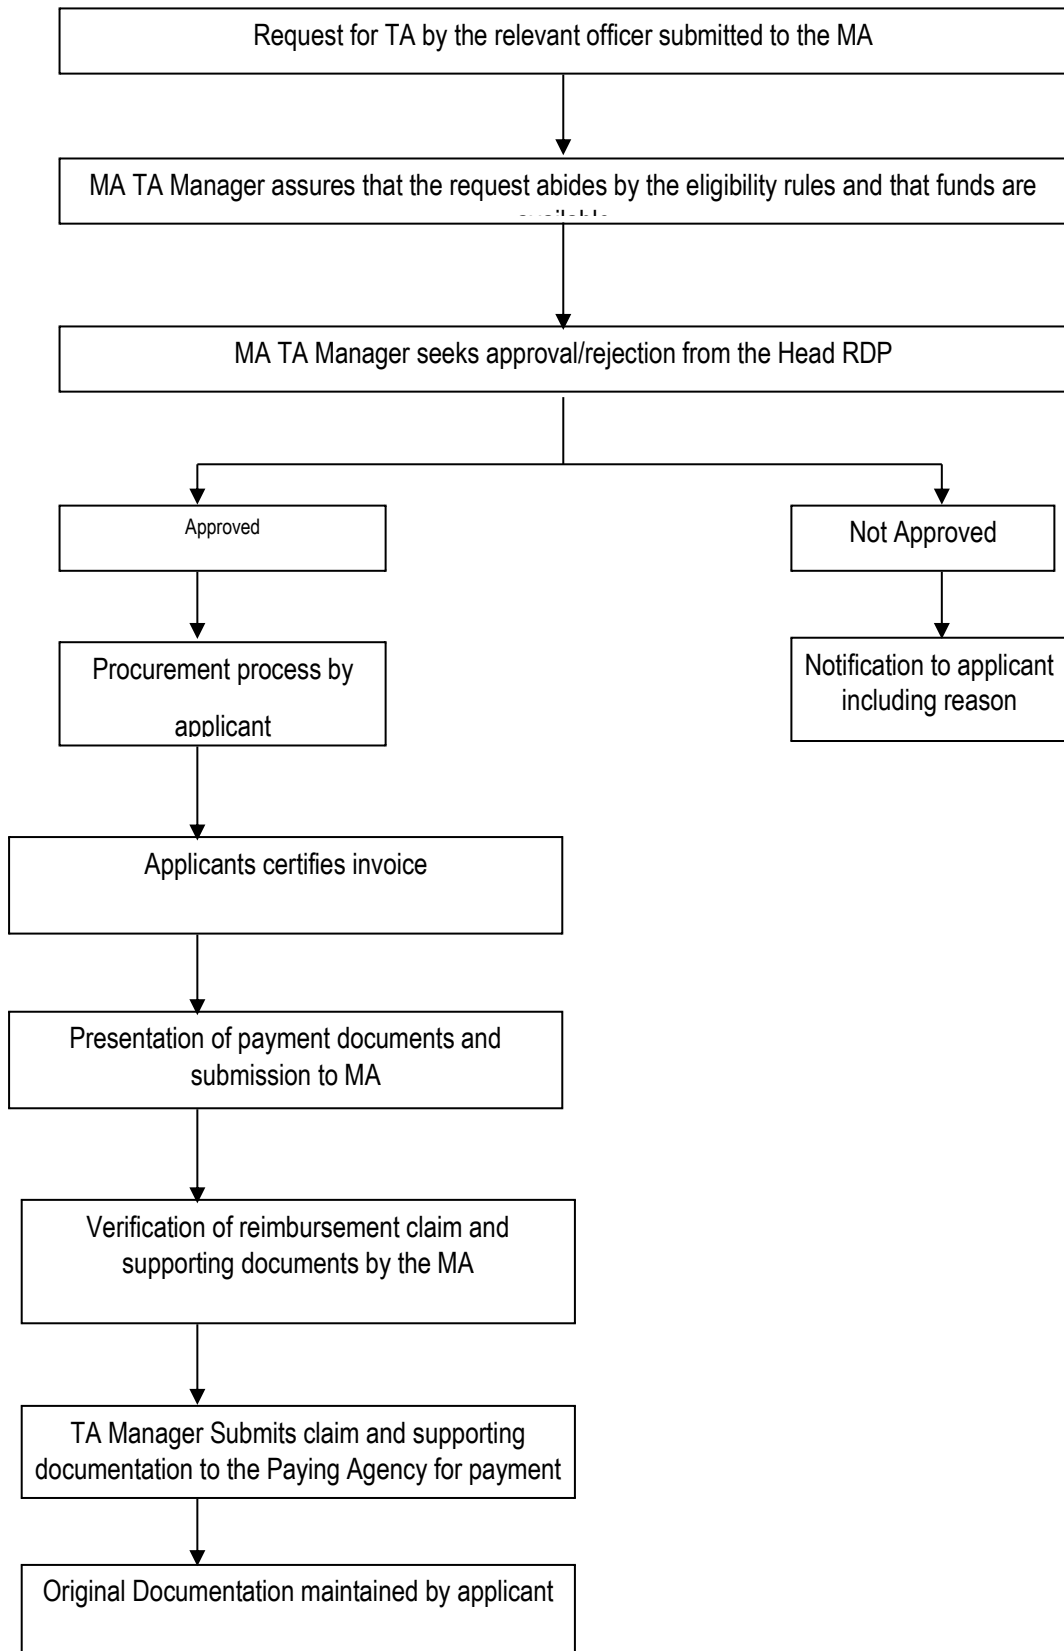 Request for TA by the relevant officer submitted to the MA
MA TA Manager assures that the request abides by the eligibility rules and that funds are
available
MA TA Manager seeks approval/rejection from the Head RDP
Approved
Not Approved
Procurement process by
applicant
Notification to applicant
including reason
Applicants certifies invoice
Presentation of payment documents and
submission to MA
Verification of reimbursement claim and
supporting documents by the MA
TA Manager Submits claim and supporting
documentation to the Paying Agency for payment
Original Documentation maintained by applicant